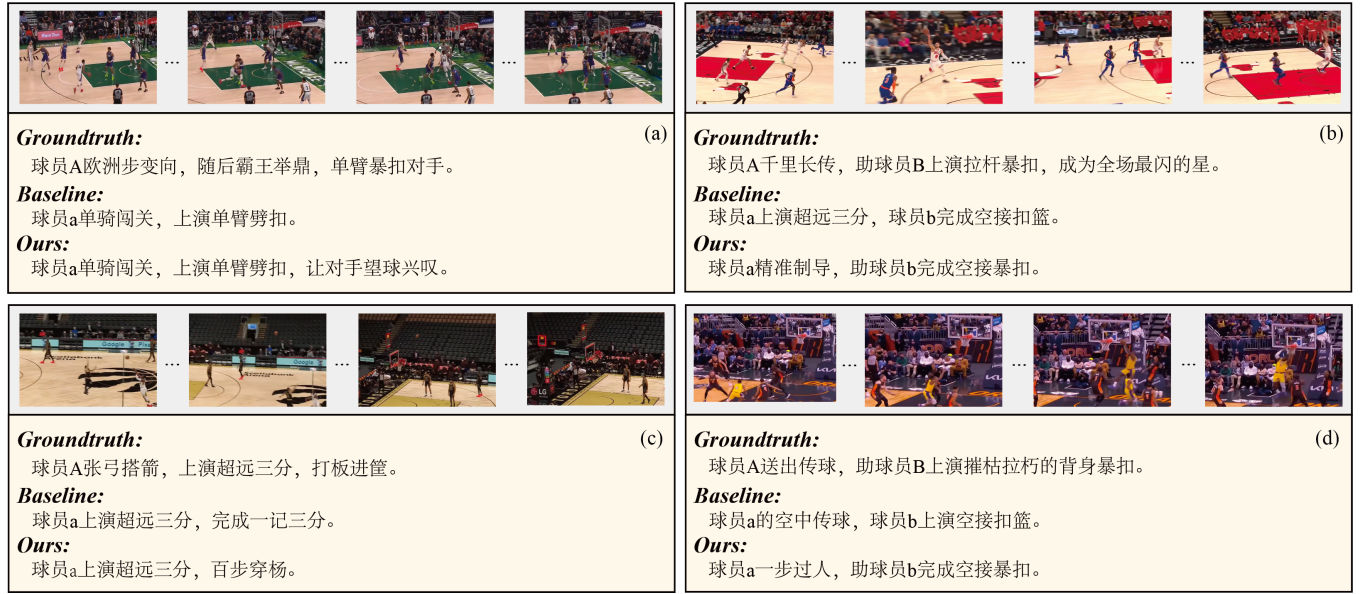 Groundtruth:
(a)
球员A欧洲步变向，随后霸王举鼎，单臂暴扣对手。
Baseline:
球员a单骑闯关，上演单臂劈扣。
Ours:
球员a单骑闯关，上演单臂劈扣，让对手望球兴叹。
Groundtruth:
(b)
球员A千里长传，助球员B上演拉杆暴扣，成为全场最闪的星。
Baseline:
球员a上演超远三分，球员b完成空接扣篮。
Ours:
球员a精准制导，助球员b完成空接暴扣。
Google
Groundtruth:
(c)
球员A张弓搭箭，上演超远三分，打板进筐。
Baseline:
球员a上演超远三分，完成一记三分。
Ours:
球员a上演超远三分，百步穿杨。
Groundtruth:
(d)
球员A送出传球，助球员B上演摧枯拉朽的背身暴扣。
Baseline:
球员a的空中传球，球员b上演空接扣篮。
Ours:
球员a一步过人，助球员b完成空接暴扣。